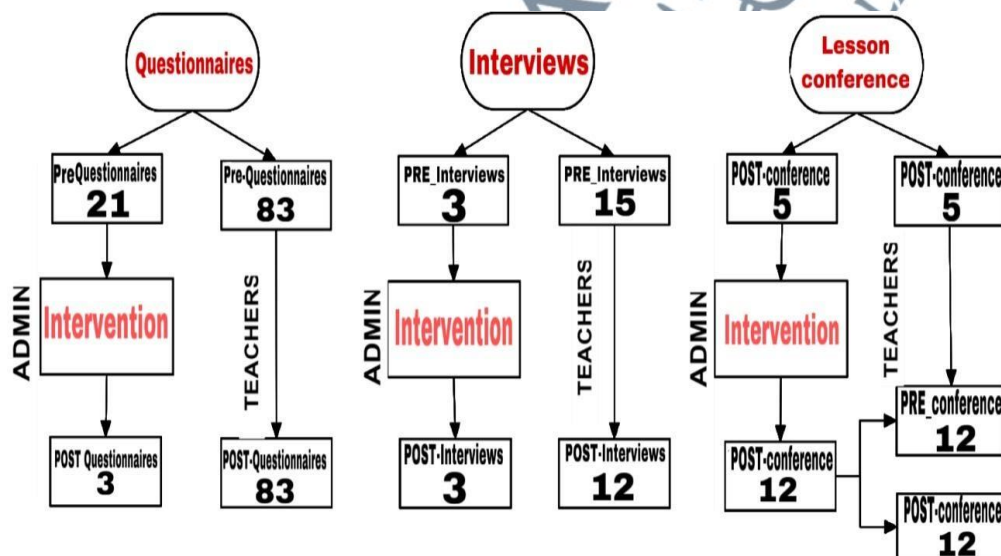 Questionnaires
PreQuestionnaires
21
Pre-Questionnaires
83
ADMIN
Intervention
TEACHERS
POST Questionnaires
3
POST-Questionnaires
83
Interviews
PRE_Interviews
3
PRE_Interviews
15
ADMIN
Intervention
TEACHERS
POST-Interviews
3
POST-Interviews
12
Lesson
conference
POST-conference
5
POST-conference
5
ADMIN
Intervention
TEACHERS
POST-conference
12
PRE_conference
12
POST-conference
12